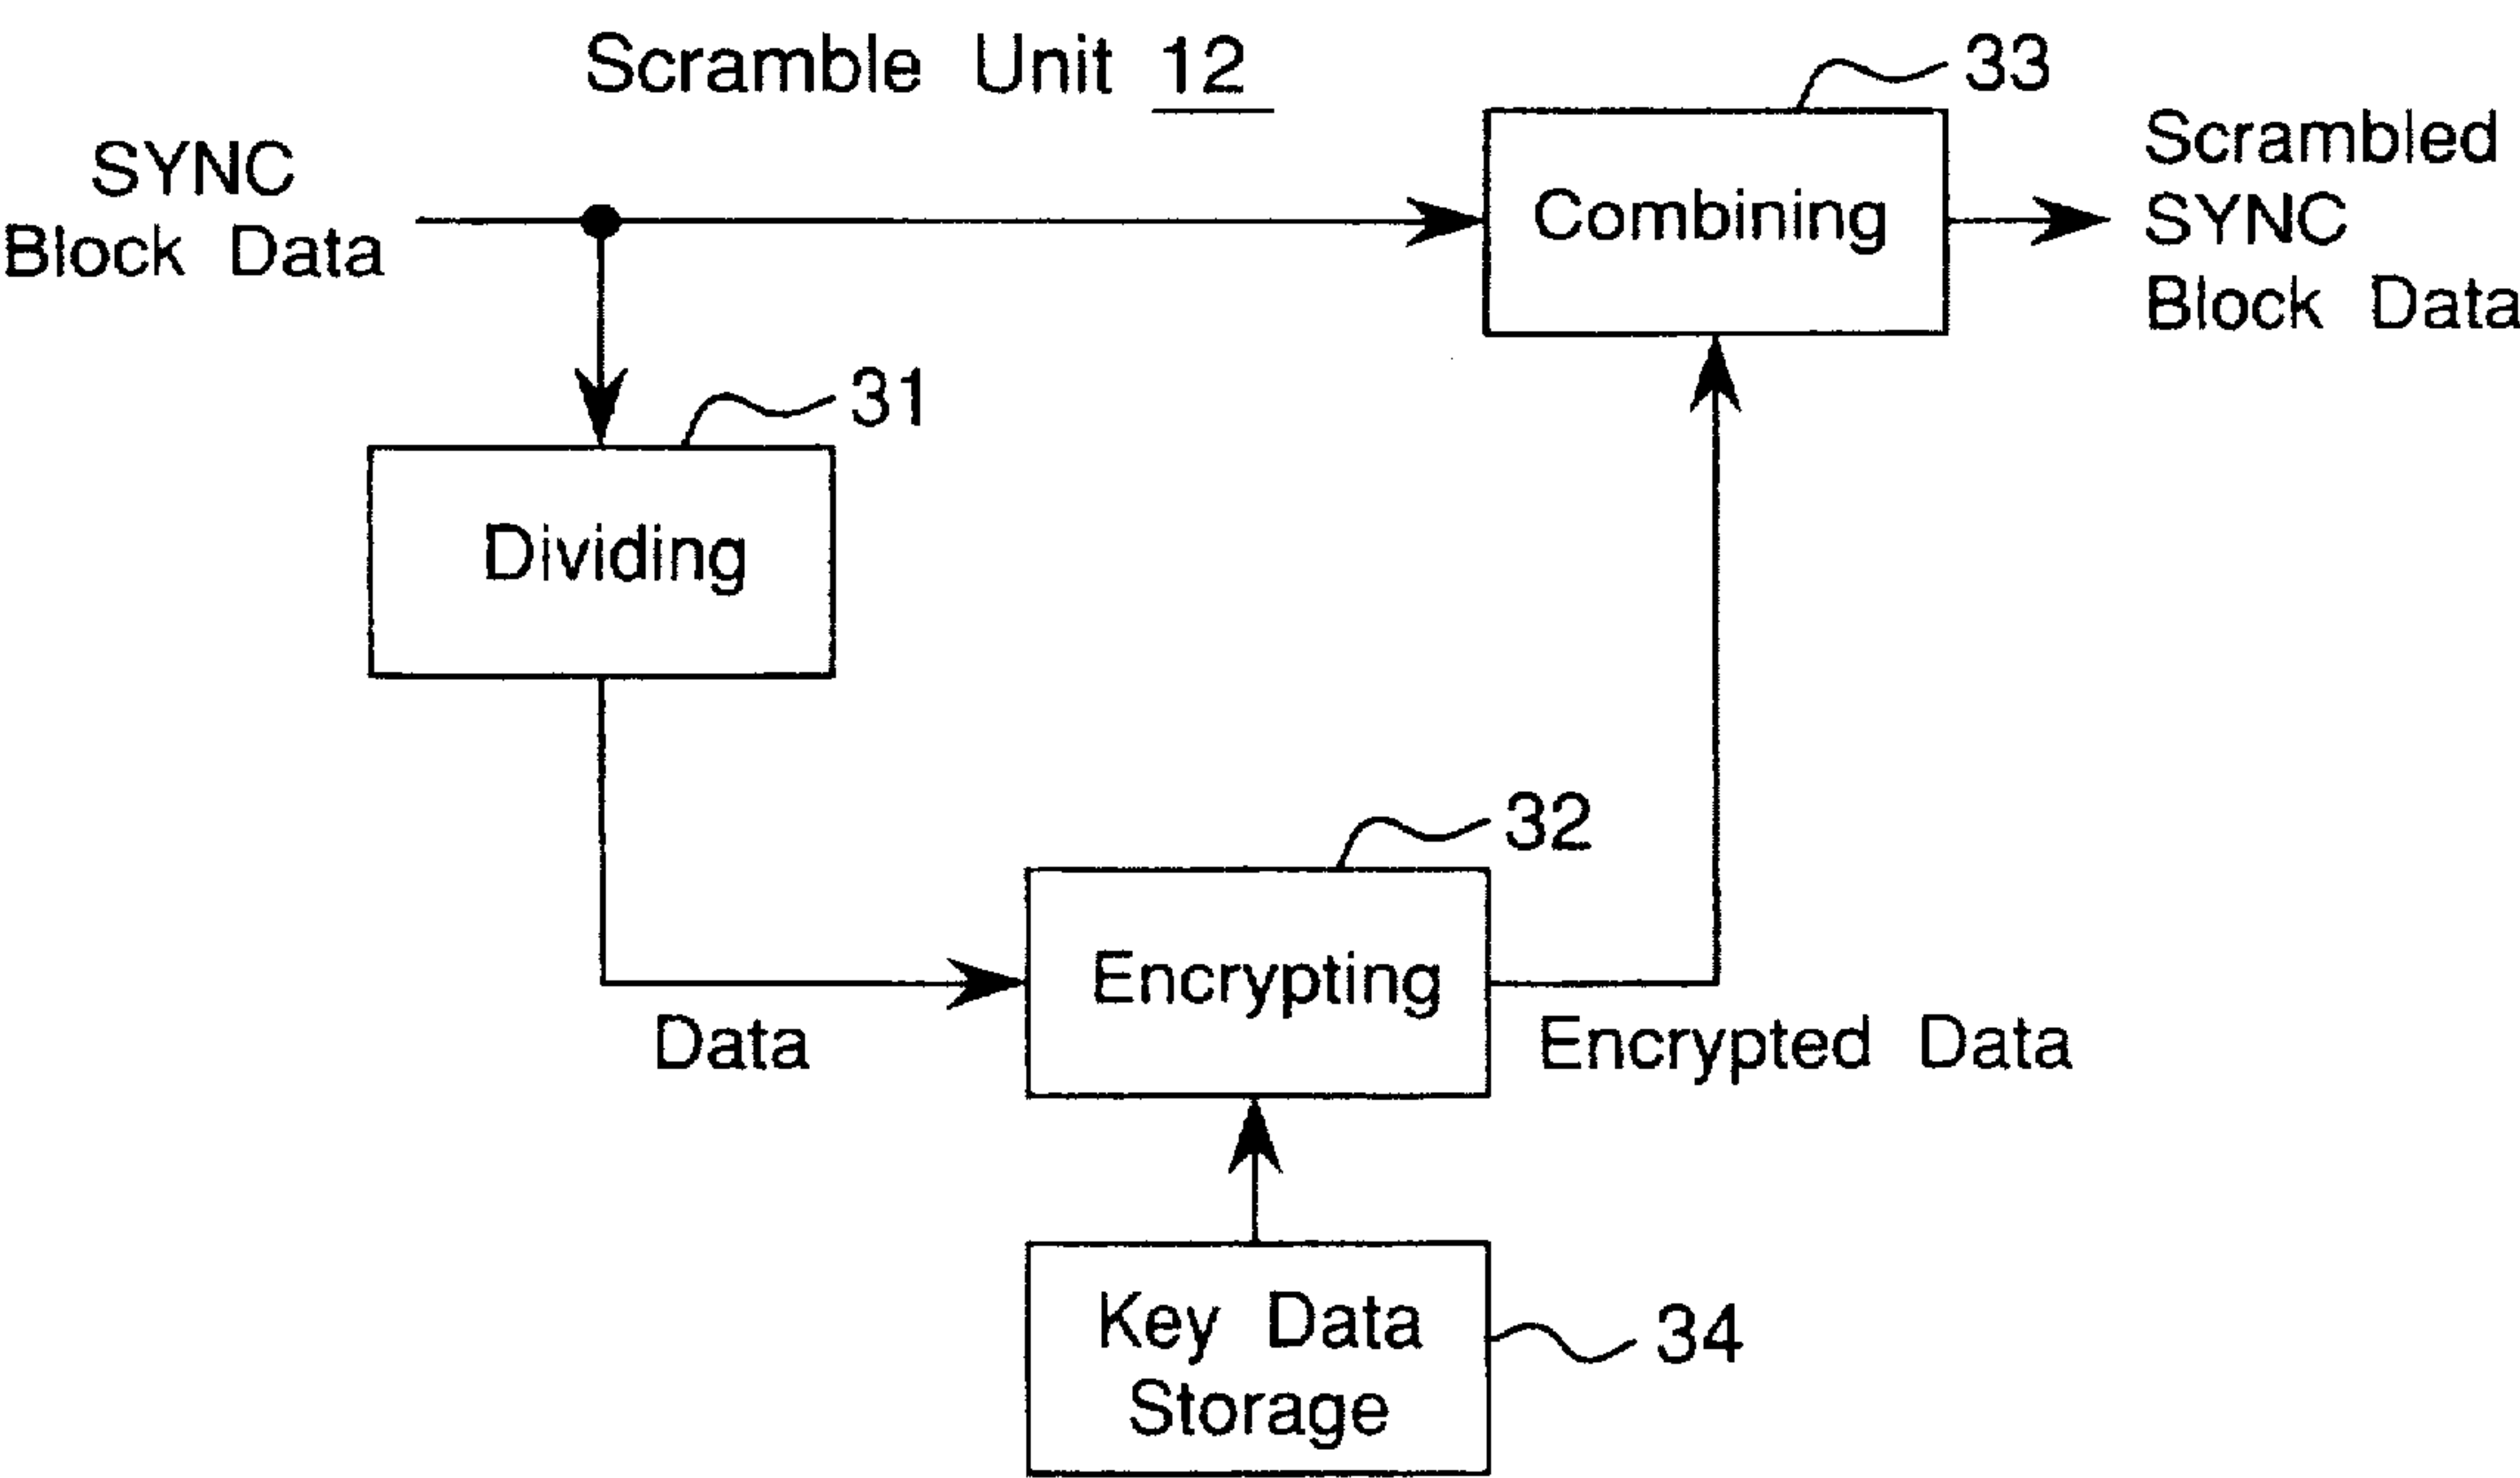 Scramble Unit 12
33
SYNC
Block Data
Combining
Scrambled
SYNC
Block Data
31
Dividing
32
Encrypting
Data
Encrypted Data
Key Data
Storage
34